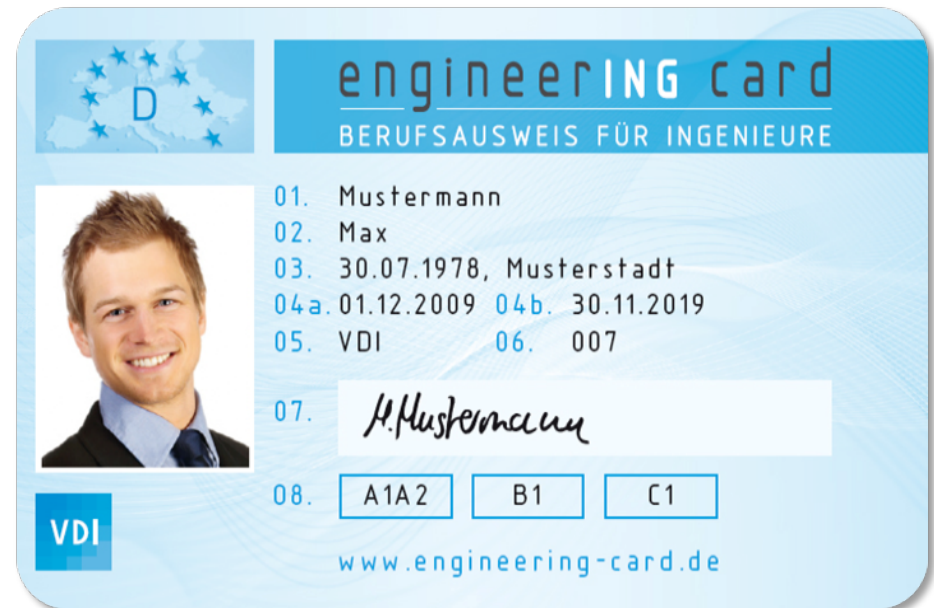 D
engineerING card
BERUFSAUSWEIS FÜR INGENIEURE
01. Mustermann
02. Max
03. 30.07.1978, Musterstadt
04a. 01.12.2009 04b. 30.11.2019
05. VDI 06. 007
07. M.Mustermann
08. A1A2 B1 C1
VDI
www.engineering-card.de